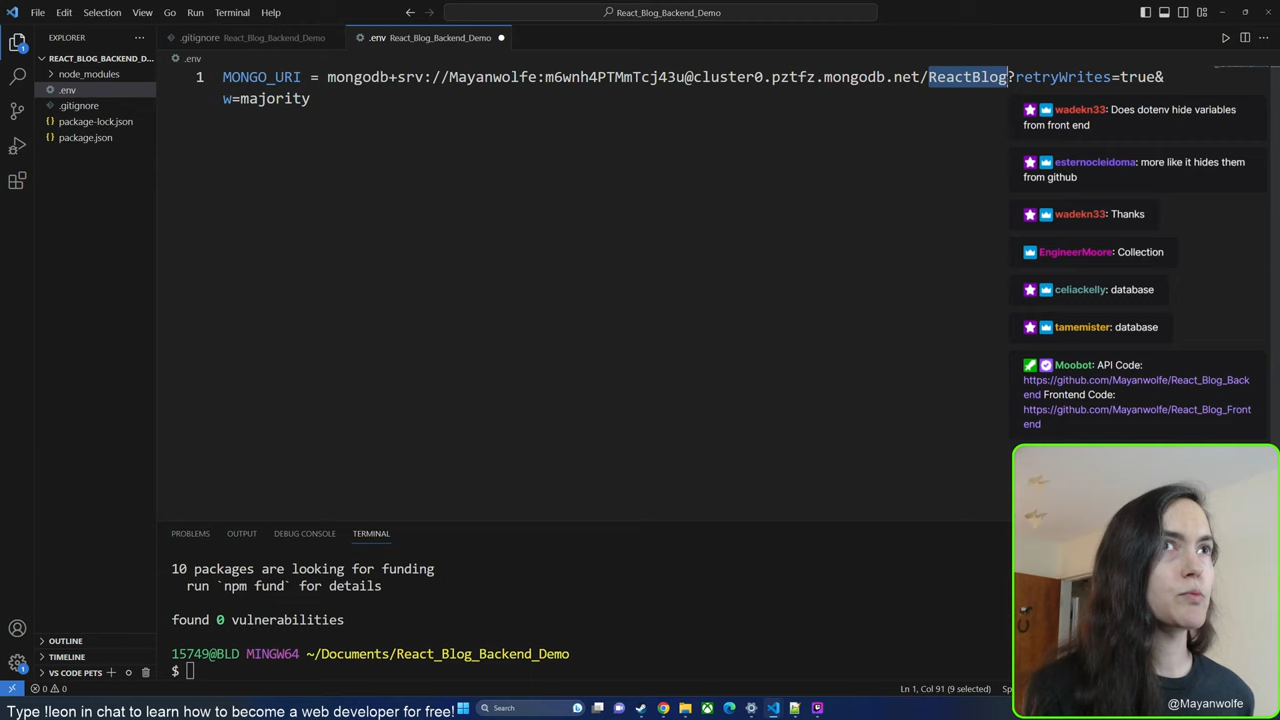 File Edit Selection View Go Run Terminal Help
React_Blog_Backend_Demo
EXPLORER
REACT_BLOG_BACKEND_D...
node_modules
.env
.gitignore
package-lock.json
package.json
OUTLINE
TIMELINE
VS CODE PETS
.gitignore React_Blog_Backend_Demo
.env React_Blog_Backend_Demo
.env
1 MONGO_URI = mongodb+srv://Mayanwolfe:m6wnh4PTMmTcj43u@cluster0.pztfz.mongodb.net/ReactBlog?retryWrites=true&
w=majority
wadekn33: Does dotenv hide variables
from front end
esternocleidoma: more like it hides them
from github
wadekn33: Thanks
EngineerMoore: Collection
celiackelly: database
tamemister: database
Moobot: API Code:
https://github.com/Mayanwolfe/React_Blog_Back
end Frontend Code:
https://github.com/Mayanwolfe/React_Blog_Front
end
PROBLEMS OUTPUT DEBUG CONSOLE TERMINAL
10 packages are looking for funding
run `npm fund` for details
found 0 vulnerabilities
15749@BLD MINGW64 ~/Documents/React_Blog_Backend_Demo
$
0 0
Ln 1, Col 91 (9 selected)
Type !leon in chat to learn how to become a web developer for free!
Search
@Mayanwolfe